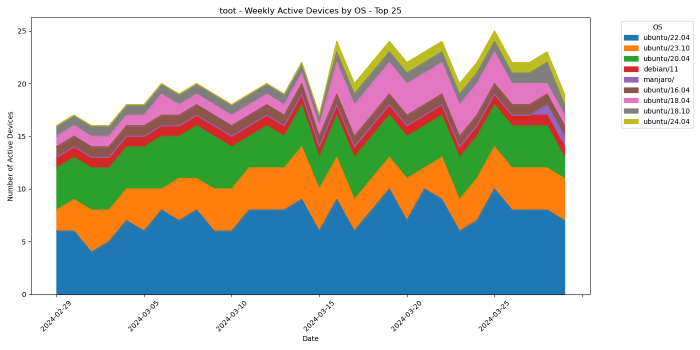 toot - Weekly Active Devices by OS - Top 25
Number of Active Devices
25
20
15
10
5
0
2024-02-29
2024-03-05
2024-03-10
2024-03-15
2024-03-20
2024-03-25
Date
OS
ubuntu/22.04
ubuntu/23.10
ubuntu/20.04
debian/11
manjaro/
ubuntu/16.04
ubuntu/18.04
ubuntu/18.10
ubuntu/24.04